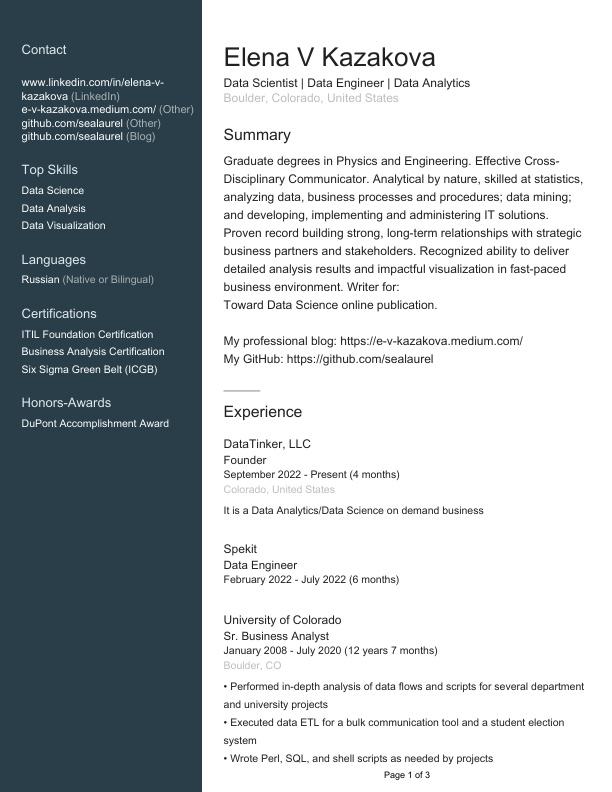 Contact
www.linkedin.com/in/elena-v-
kazakova (LinkedIn)
e-v-kazakova.medium.com/ (Other)
github.com/sealaurel (Other)
github.com/sealaurel (Blog)
Top Skills
Data Science
Data Analysis
Data Visualization
Languages
Russian (Native or Bilingual)
Certifications
ITIL Foundation Certification
Business Analysis Certification
Six Sigma Green Belt (ICGB)
Honors-Awards
DuPont Accomplishment Award
Elena V Kazakova
Data Scientist | Data Engineer | Data Analytics
Boulder, Colorado, United States
Summary
Graduate degrees in Physics and Engineering. Effective Cross-
Disciplinary Communicator. Analytical by nature, skilled at statistics,
analyzing data, business processes and procedures; data mining;
and developing, implementing and administering IT solutions.
Proven record building strong, long-term relationships with strategic
business partners and stakeholders. Recognized ability to deliver
detailed analysis results and impactful visualization in fast-paced
business environment. Writer for:
Toward Data Science online publication.
My professional blog: https://e-v-kazakova.medium.com/
My GitHub: https://github.com/sealaurel
Experience
DataTinker, LLC
Founder
September 2022 - Present (4 months)
Colorado, United States
It is a Data Analytics/Data Science on demand business
Spekit
Data Engineer
February 2022 - July 2022 (6 months)
University of Colorado
Sr. Business Analyst
January 2008 - July 2020 (12 years 7 months)
Boulder, CO
• Performed in-depth analysis of data flows and scripts for several department
and university projects
• Executed data ETL for a bulk communication tool and a student election
system
• Wrote Perl, SQL, and shell scripts as needed by projects
Page 1 of 3